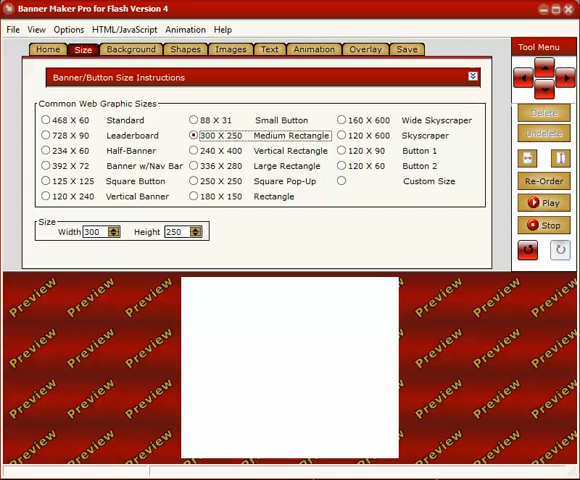 Banner Maker Pro for Flash Version 4
File View Options HTML/JavaScript Animation Help
Home Size Background Shapes Images Text Animation Overlay Save
Tool Menu
Banner/Button Size Instructions
Common Web Graphic Sizes
468 X 60 Standard 88 X 31 Small Button 160 X 600 Wide Skyscraper
728 X 90 Leaderboard 300 X 250 Medium Rectangle 120 X 600 Skyscraper
234 X 60 Half-Banner 240 X 400 Vertical Rectangle 120 X 90 Button 1
392 X 72 Banner w/Nav Bar 336 X 280 Large Rectangle 120 X 60 Button 2
125 X 125 Square Button 250 X 250 Square Pop-Up Custom Size
120 X 240 Vertical Banner 180 X 150 Rectangle
Size
Width 300 Height 250
Delete
Undelete
Re-Order
Play
Stop
Preview Preview Preview Preview Preview
Preview Preview Preview Preview Preview
Preview Preview Preview Preview Preview
Preview Preview Preview Preview Preview